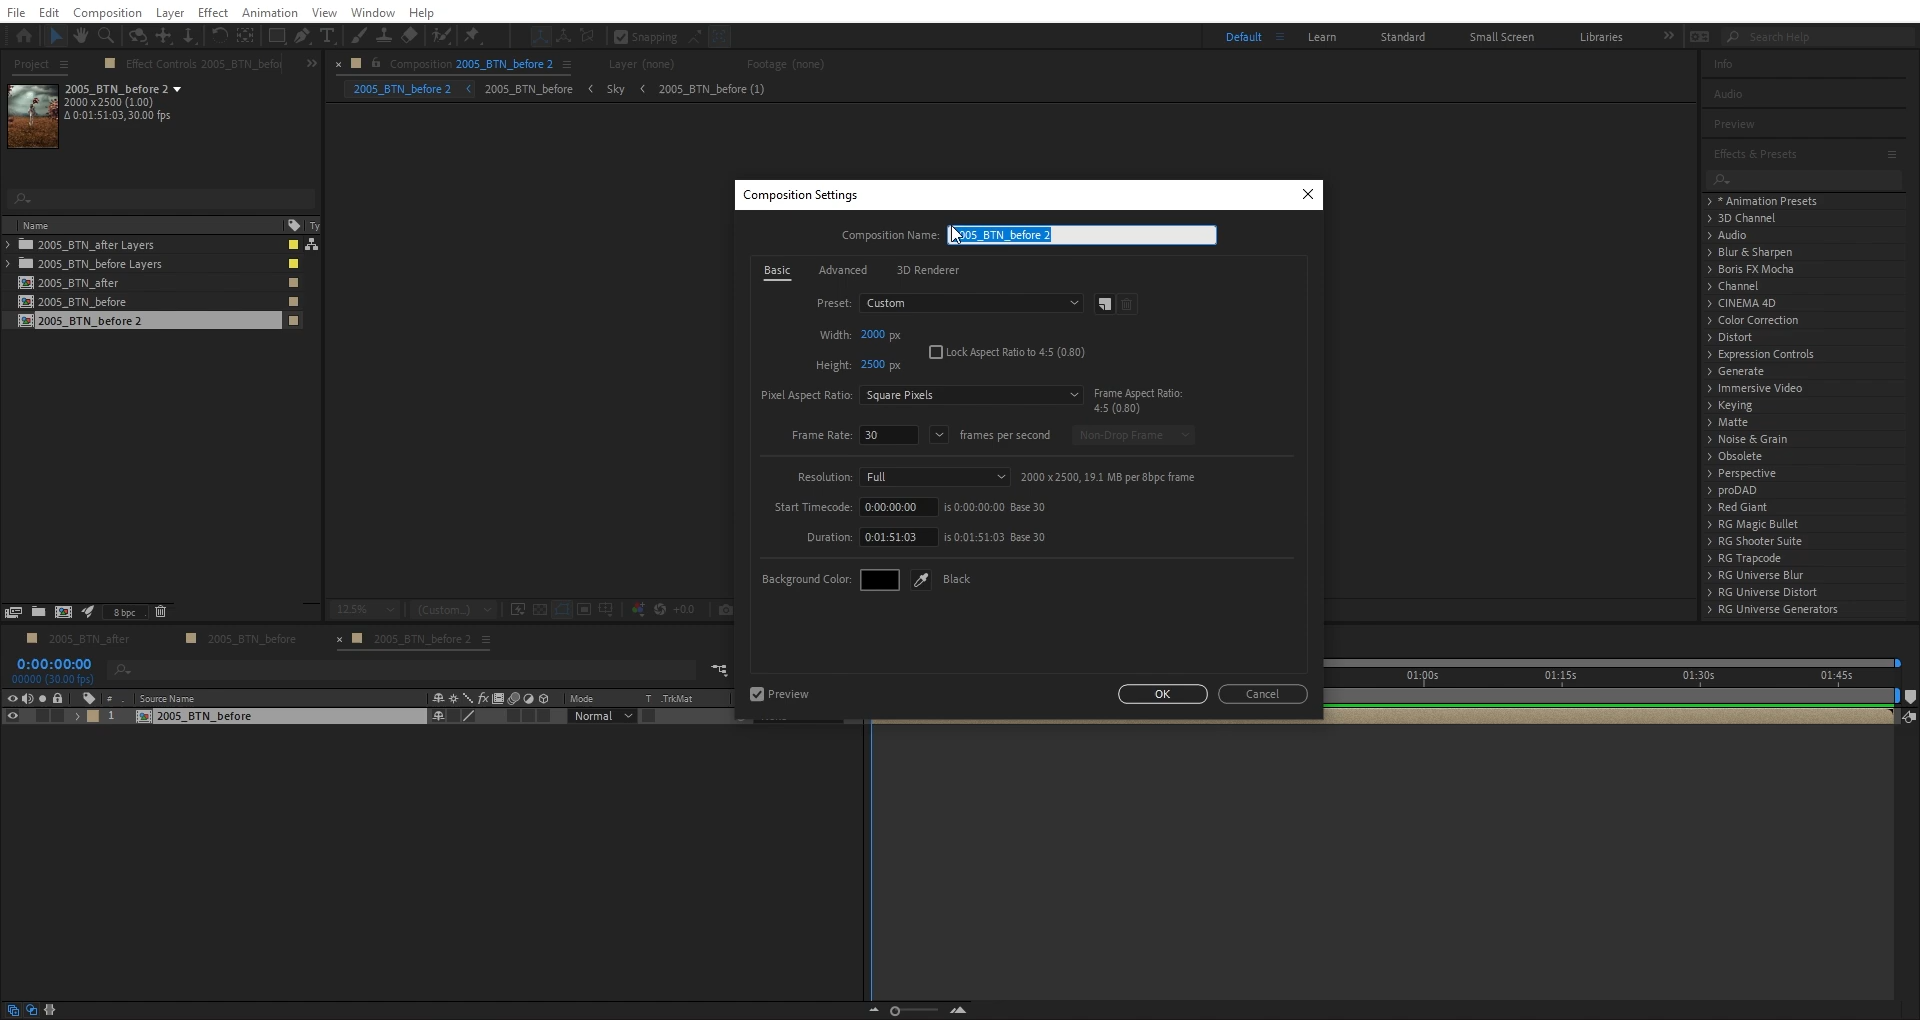 File Edit Composition Layer Effect Animation View Window Help
Snapping
Default Learn Standard Small Screen Libraries Search Help
Project Effect Controls 2005_BTN_befo
Composition 2005_BTN_before 2 Layer (none) Footage (none)
2005_BTN_before 2 2005_BTN_before Sky 2005_BTN_before (1)
2005_BTN_before 2
2000 x 2500 (1.00)
Δ 0:01:51:03, 30.00 fps
Name Ty
2005_BTN_after Layers
2005_BTN_before Layers
2005_BTN_after
2005_BTN_before
2005_BTN_before 2
8 bpc
Composition Settings
Composition Name: 2005_BTN_before 2
Basic Advanced 3D Renderer
Preset: Custom
Width: 2000 px
Lock Aspect Ratio to 4:5 (0.80)
Height: 2500 px
Pixel Aspect Ratio: Square Pixels Frame Aspect Ratio:
4:5 (0.80)
Frame Rate: 30 frames per second Non-Drop Frame
Resolution: Full 2000 x 2500, 19.1 MB per 8bpc frame
Start Timecode: 0:00:00:00 is 0:00:00:00 Base 30
Duration: 0:01:51:03 is 0:01:51:03 Base 30
Background Color: Black
Preview OK Cancel
12.5% (Custom...) +0.0
Info
Audio
Preview
Effects & Presets
* Animation Presets
3D Channel
Audio
Blur & Sharpen
Boris FX Mocha
Channel
CINEMA 4D
Color Correction
Distort
Expression Controls
Generate
Immersive Video
Keying
Matte
Noise & Grain
Obsolete
Perspective
proDAD
Red Giant
RG Magic Bullet
RG Shooter Suite
RG Trapcode
RG Universe Blur
RG Universe Distort
RG Universe Generators
2005_BTN_after 2005_BTN_before 2005_BTN_before 2
0:00:00:00
00000 (30.00 fps)
# Source Name Mode T .TrkMat
1 2005_BTN_before Normal
01:00s 01:15s 01:30s 01:45s